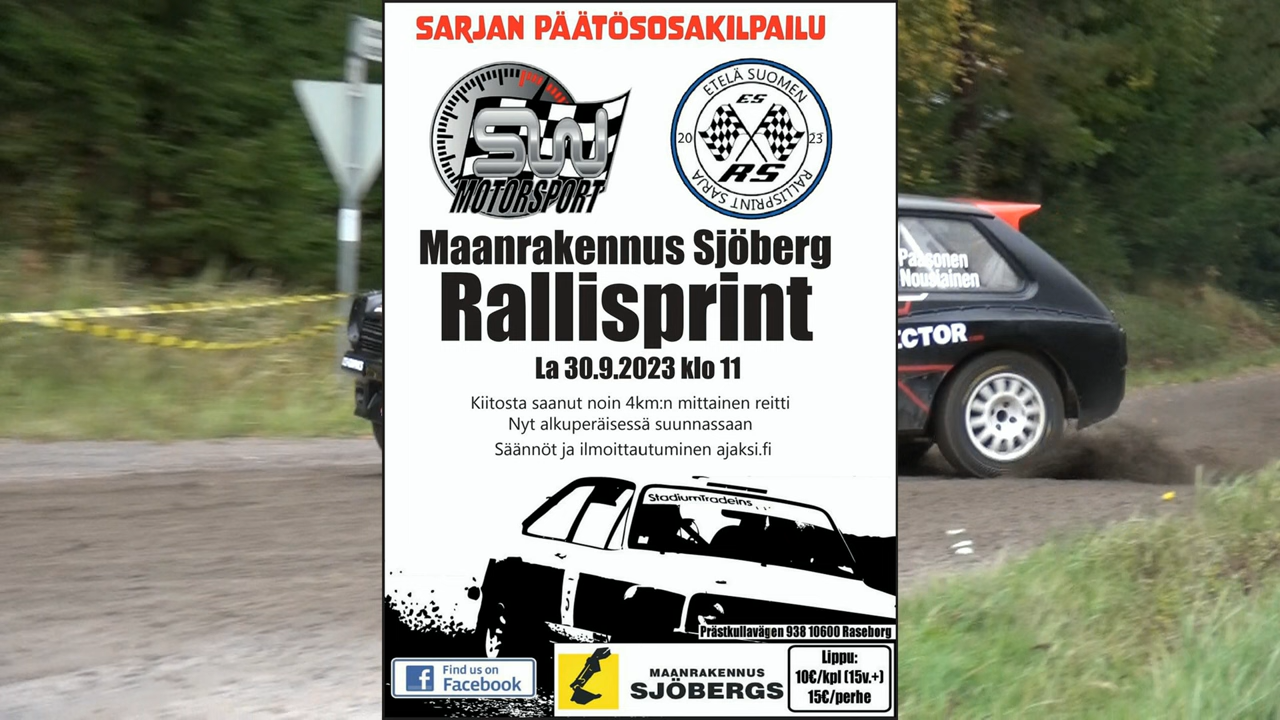 SARJAN PÄÄTÖSOSAKILPAILU
SW
MOTORSPORT
ETELÄ SUOMEN
ES
20 23
RS
RALLISPRINT SARJA
Maanrakennus Sjöberg
Rallisprint
La 30.9.2023 klo 11
Kiitosta saanut noin 4km:n mittainen reitti
Nyt alkuperäisessä suunnassaan
Säännöt ja ilmoittautuminen ajaksi.fi
StadiumTradeins
Prästkullavägen 938 10600 Raseborg
Find us on
Facebook
MAANRAKENNUS
SJÖBERGS
Lippu:
10€/kpl (15v.+)
15€/perhe
Paasonen
Nousiainen
ECTOR